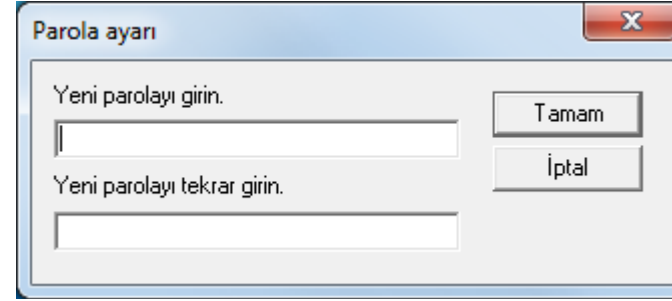 Parola ayarı
Yeni parolayı girin.
Tamam
İptal
Yeni parolayı tekrar girin.